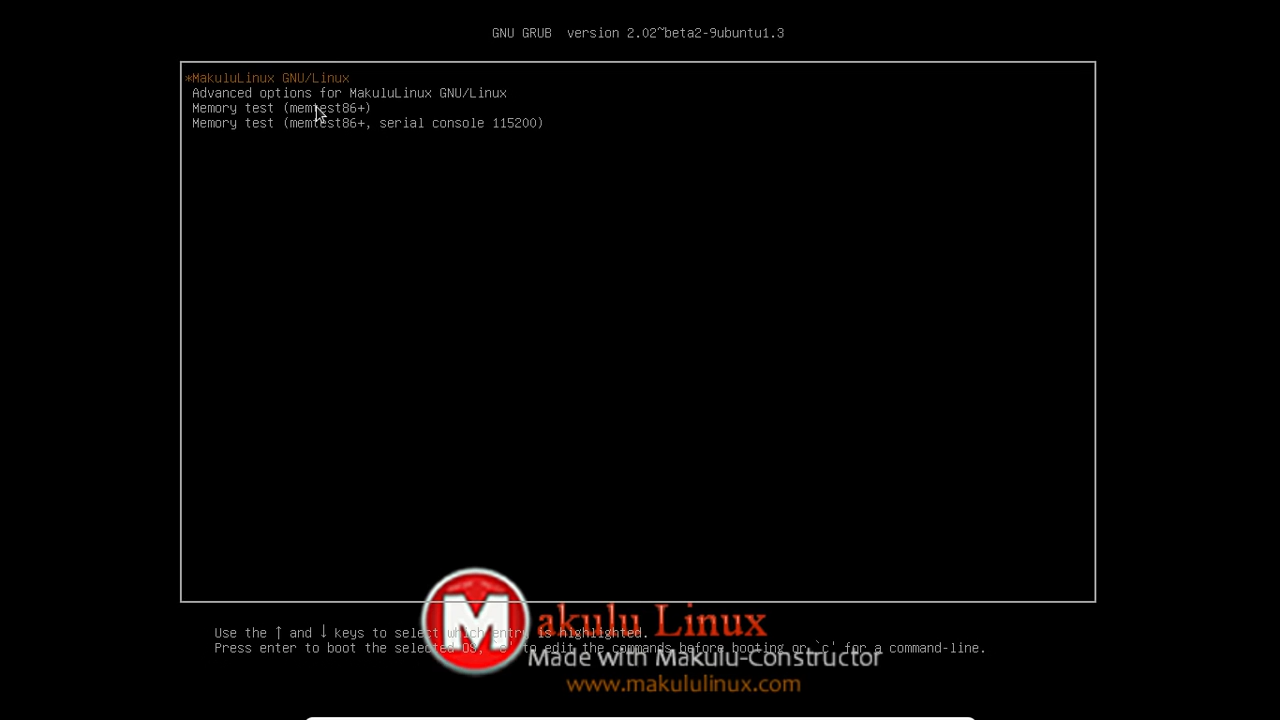 GNU GRUB  version 2.02~beta2-9ubuntu1.3
*MakuluLinux GNU/Linux
Advanced options for MakuluLinux GNU/Linux
Memory test (memtest86+)
Memory test (memtest86+, serial console 115200)
M akulu Linux
Use the ↑ and ↓ keys to select which entry is highlighted.
Press enter to boot the selected OS, `e' to edit the commands before booting or `c' for a command-line.
Made with Makulu-Constructor
www.makululinux.com